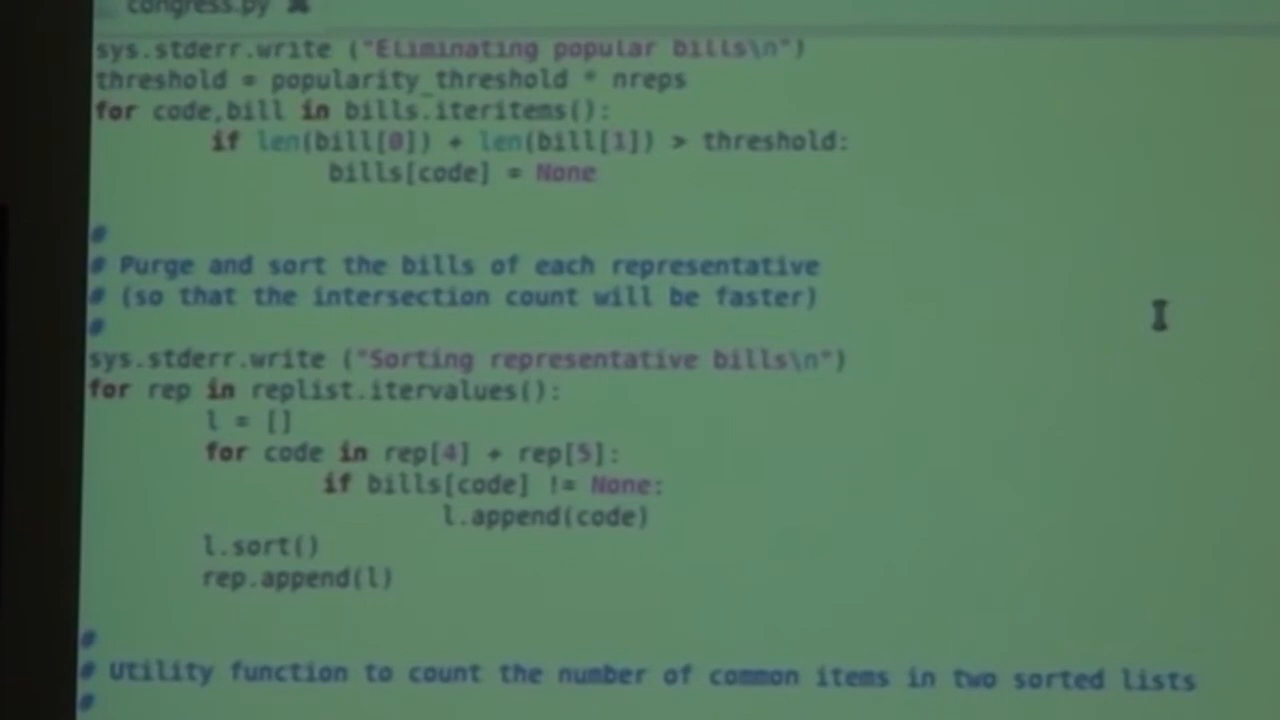 congress.py ✖
sys.stderr.write ("Eliminating popular bills\n")
threshold = popularity_threshold * nreps
for code,bill in bills.iteritems():
if len(bill[0]) + len(bill[1]) > threshold:
bills[code] = None
#
# Purge and sort the bills of each representative
# (so that the intersection count will be faster)
#
sys.stderr.write ("Sorting representative bills\n")
for rep in replist.itervalues():
l = []
for code in rep[4] + rep[5]:
if bills[code] != None:
l.append(code)
l.sort()
rep.append(l)
#
# Utility function to count the number of common items in two sorted lists
#